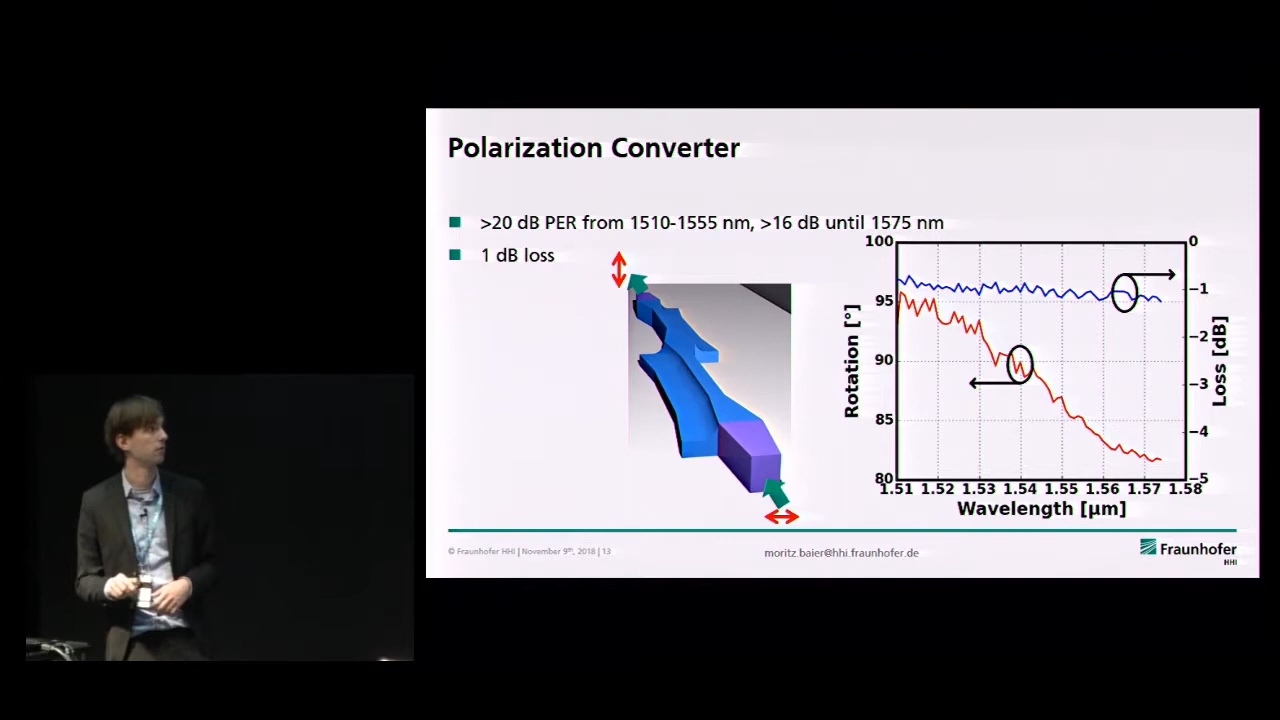 Polarization Converter
>20 dB PER from 1510-1555 nm, >16 dB until 1575 nm
1 dB loss
100
95
90
85
80
Rotation [°]
0
−1
−2
−3
−4
−5
Loss [dB]
1.51 1.52 1.53 1.54 1.55 1.56 1.57 1.58
Wavelength [µm]
© Fraunhofer HHI | November 9th, 2018 | 13
moritz.baier@hhi.fraunhofer.de
Fraunhofer
HHI